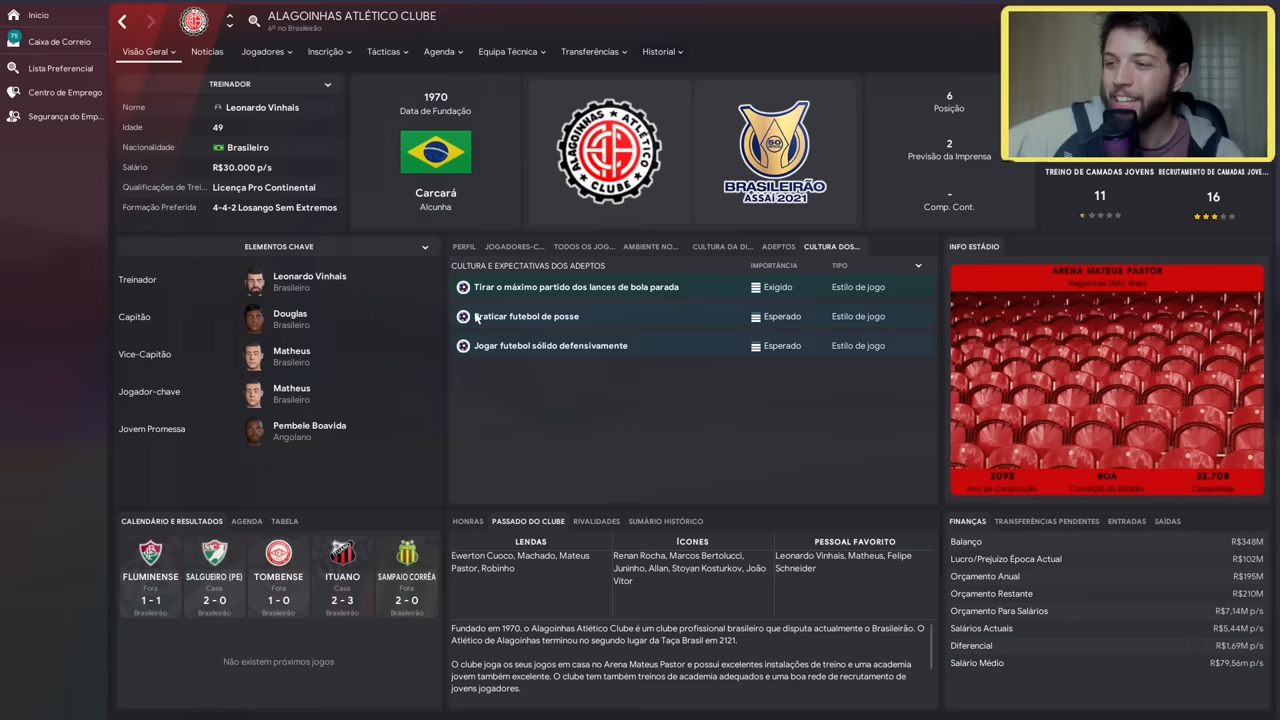 Início
75
Caixa de Correio
Lista Preferencial
Centro de Emprego
Segurança do Emp...
ALAGOINHAS ATLÉTICO CLUBE
6º no Brasileirão
Visão Geral
Notícias
Jogadores
Inscrição
Tácticas
Agenda
Equipa Técnica
Transferências
Historial
TREINADOR
Nome
Leonardo Vinhais
Idade
49
Nacionalidade
Brasileiro
Salário
R$30.000 p/s
Qualificações de Trei...
Licença Pro Continental
Formação Preferida
4-4-2 Losango Sem Extremos
1970
Data de Fundação
Carcará
Alcunha
ALAGOINHAS ATLÉTICO CLUBE
50
BRASILEIRÃO
ASSAÍ 2021
6
Posição
2
Previsão da Imprensa
-
Comp. Cont.
TREINO DE CAMADAS JOVENS
11
RECRUTAMENTO DE CAMADAS JOVE...
16
ELEMENTOS CHAVE
Treinador
Leonardo Vinhais
Brasileiro
Capitão
Douglas
Brasileiro
Vice-Capitão
Matheus
Brasileiro
Jogador-chave
Matheus
Brasileiro
Jovem Promessa
Pembele Boavida
Angolano
PERFIL
JOGADORES-C...
TODOS OS JOG...
AMBIENTE NO...
CULTURA DA DI...
ADEPTOS
CULTURA DOS...
CULTURA E EXPECTATIVAS DOS ADEPTOS
IMPORTÂNCIA
TIPO
Tirar o máximo partido dos lances de bola parada
Exigido
Estilo de jogo
Praticar futebol de posse
Esperado
Estilo de jogo
Jogar futebol sólido defensivamente
Esperado
Estilo de jogo
INFO ESTÁDIO
ARENA MATEUS PASTOR
Alagoinhas (BA), Brasil
2093
Ano de Construção
BOA
Condição do Estádio
32.708
Capacidade
CALENDÁRIO E RESULTADOS
AGENDA
TABELA
FLUMINENSE
Fora
1 - 1
Brasileirão
SALGUEIRO (PE)
Casa
2 - 0
Brasileirão
TOMBENSE
Fora
1 - 0
Brasileirão
ITUANO
Casa
2 - 3
Brasileirão
SAMPAIO CORRÊA
Fora
2 - 0
Brasileirão
Não existem próximos jogos
HONRAS
PASSADO DO CLUBE
RIVALIDADES
SUMÁRIO HISTÓRICO
LENDAS
Ewerton Cuoco, Machado, Mateus
Pastor, Robinho
ÍCONES
Renan Rocha, Marcos Bertolucci,
Juninho, Allan, Stoyan Kosturkov, João
Vitor
PESSOAL FAVORITO
Leonardo Vinhais, Matheus, Felipe
Schneider
Fundado em 1970, o Alagoinhas Atlético Clube é um clube profissional brasileiro que disputa actualmente o Brasileirão. O
Atlético de Alagoinhas terminou no segundo lugar da Taça Brasil em 2121.
O clube joga os seus jogos em casa no Arena Mateus Pastor e possui excelentes instalações de treino e uma academia
jovem também excelente. O clube tem também treinos de academia adequados e uma boa rede de recrutamento de
jovens jogadores.
FINANÇAS
TRANSFERÊNCIAS PENDENTES
ENTRADAS
SAÍDAS
Balanço
R$348M
Lucro/Prejuízo Época Actual
R$102M
Orçamento Anual
R$195M
Orçamento Restante
R$210M
Orçamento Para Salários
R$7,14M p/s
Salários Actuais
R$5,44M p/s
Diferencial
R$1,69M p/s
Salário Médio
R$79,56m p/s